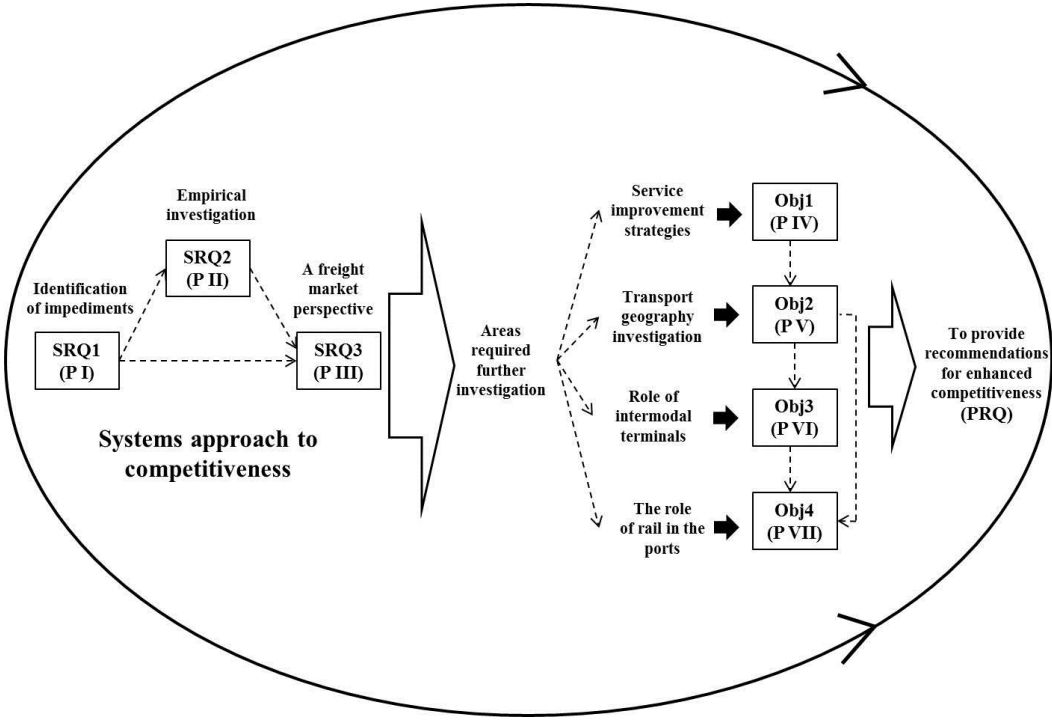 Empirical
investigation
SRQ2
(P II)
Identification
of impediments
SRQ1
(P I)
A freight
market
perspective
SRQ3
(P III)
Systems approach to
competitiveness
Areas
required
further
investigation
Service
improvement
strategies
Obj1
(P IV)
Transport
geography
investigation
Obj2
(P V)
Role of
intermodal
terminals
Obj3
(P VI)
The role
of rail in the
ports
Obj4
(P VII)
To provide
recommendations
for enhanced
competitiveness
(PRQ)